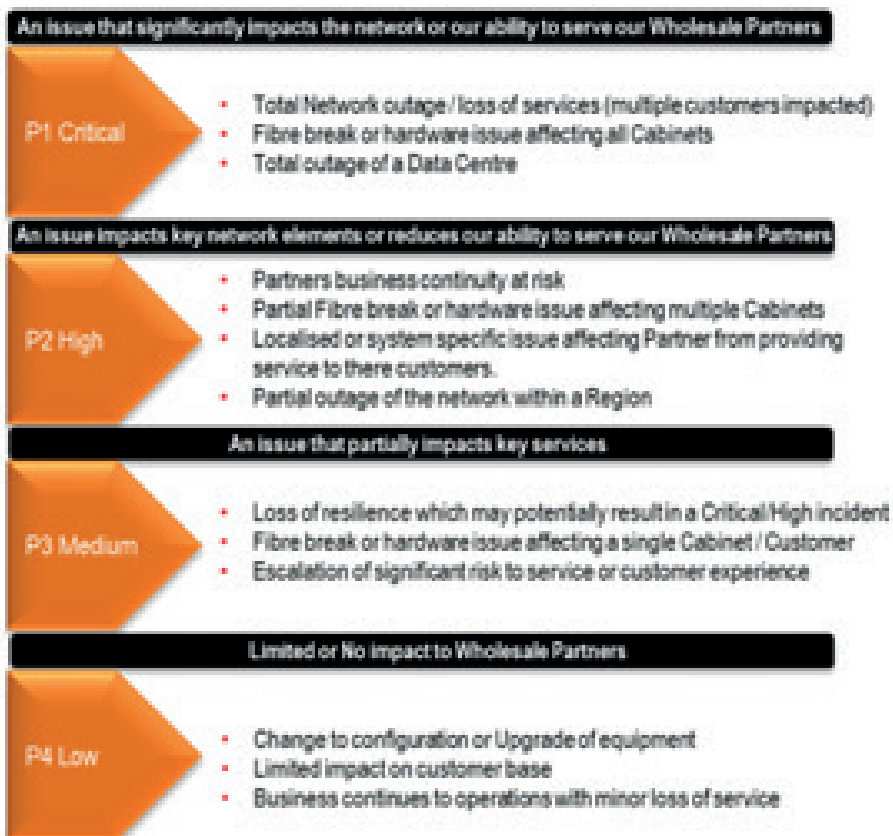 An issue that significantly impacts the network or our ability to serve our Wholesale Partners
P1 Critical
• Total Network outage / loss of services (multiple customers impacted)
• Fibre break or hardware issue affecting all Cabinets
• Total outage of a Data Centre
An issue impacts key network elements or reduces our ability to serve our Wholesale Partners
P2 High
• Partners business continuity at risk
• Partial Fibre break or hardware issue affecting multiple Cabinets
• Localised or system specific issue affecting Partner from providing
service to there customers.
• Partial outage of the network within a Region
An issue that partially impacts key services
P3 Medium
• Loss of resilience which may potentially result in a Critical/High incident
• Fibre break or hardware issue affecting a single Cabinet / Customer
• Escalation of significant risk to service or customer experience
Limited or No impact to Wholesale Partners
P4 Low
• Change to configuration or Upgrade of equipment
• Limited impact on customer base
• Business continues to operations with minor loss of service